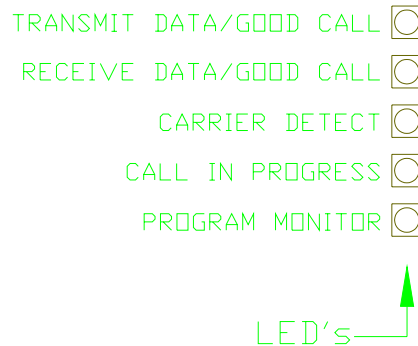 TRANSMIT DATA/GOOD CALL
RECEIVE DATA/GOOD CALL
CARRIER DETECT
CALL IN PROGRESS
PROGRAM MONITOR
LED's